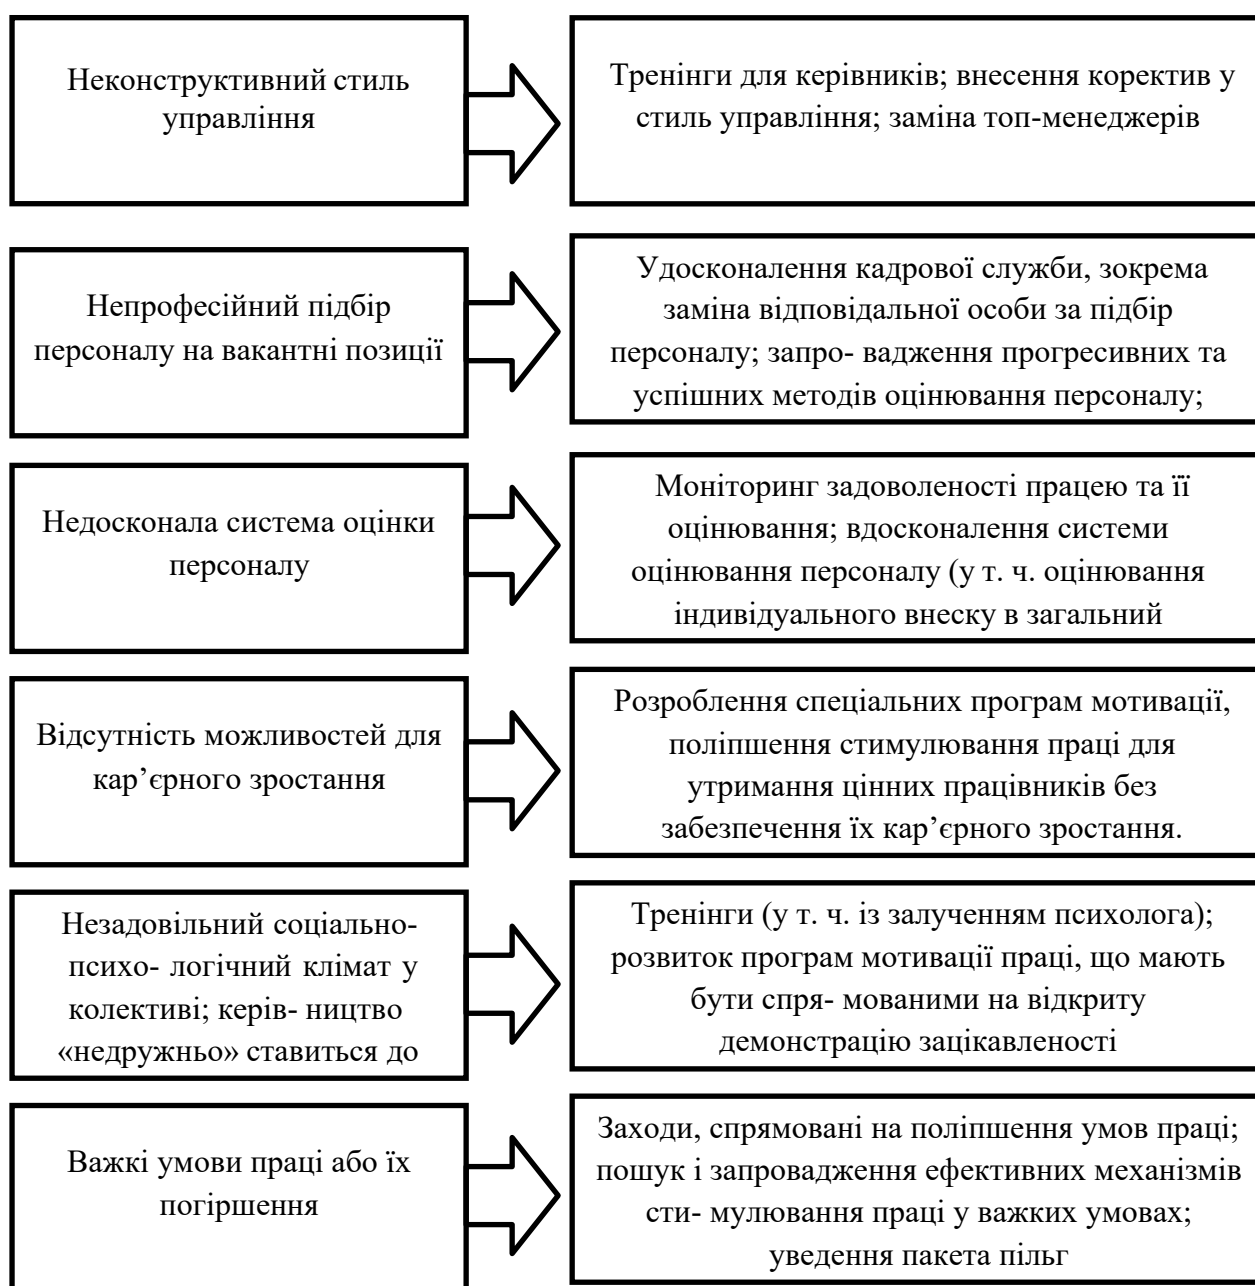 Неконструктивний стиль
управління
Тренінги для керівників; внесення коректив у
стиль управління; заміна топ-менеджерів
Непрофесійний підбір
персоналу на вакантні позиції
Удосконалення кадрової служби, зокрема
заміна відповідальної особи за підбір
персоналу; запро- вадження прогресивних та
успішних методів оцінювання персоналу;
Недосконала система оцінки
персоналу
Моніторинг задоволеності працею та її
оцінювання; вдосконалення системи
оцінювання персоналу (у т. ч. оцінювання
індивідуального внеску в загальний
Відсутність можливостей для
кар’єрного зростання
Розроблення спеціальних програм мотивації,
поліпшення стимулювання праці для
утримання цінних працівників без
забезпечення їх кар’єрного зростання.
Незадовільний соціально-
психо- логічний клімат у
колективі; керів- ництво
«недружньо» ставиться до
Тренінги (у т. ч. із залученням психолога);
розвиток програм мотивації праці, що мають
бути спря- мованими на відкриту
демонстрацію зацікавленості
Важкі умови праці або їх
погіршення
Заходи, спрямовані на поліпшення умов праці;
пошук і запровадження ефективних механізмів
сти- мулювання праці у важких умовах;
уведення пакета пільг